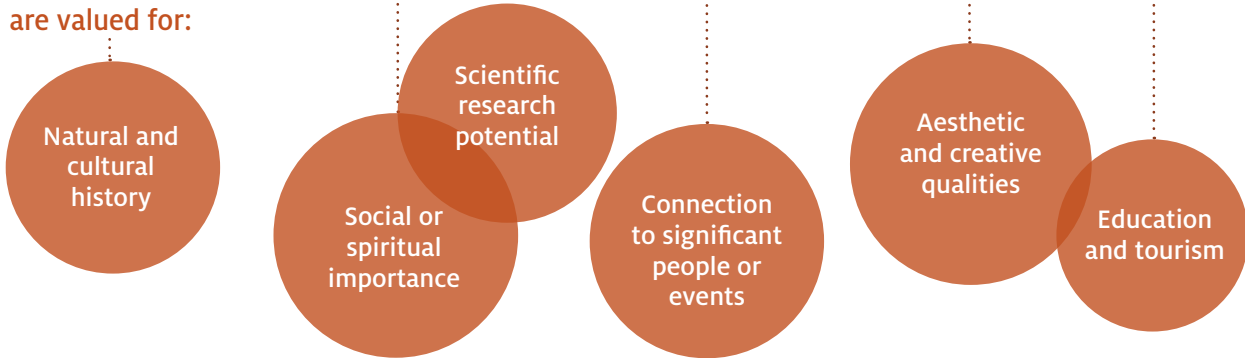 are valued for:
Natural and
cultural
history
Social or
spiritual
importance
Scientific
research
potential
Connection
to significant
people or
events
Aesthetic
and creative
qualities
Education
and tourism